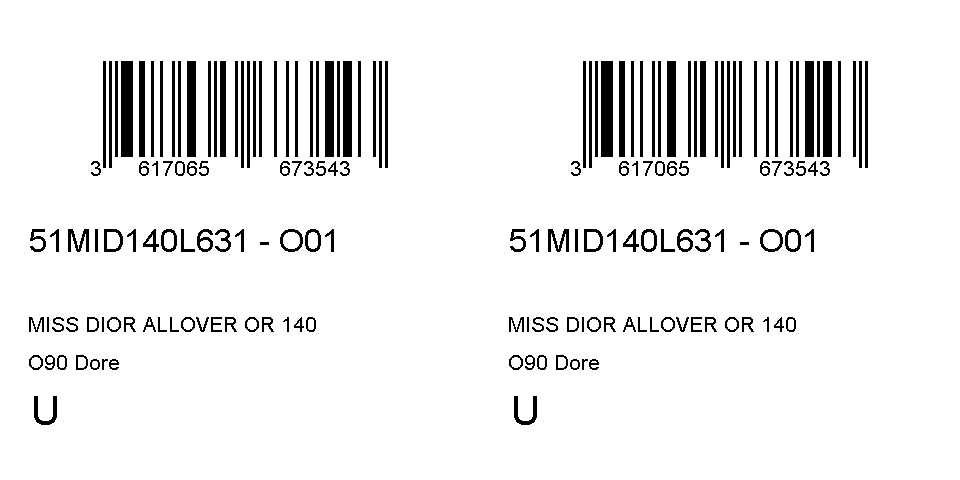 3 617065 673543
51MID140L631 - O01
MISS DIOR ALLOVER OR 140
O90 Dore
U
3 617065 673543
51MID140L631 - O01
MISS DIOR ALLOVER OR 140
O90 Dore
U